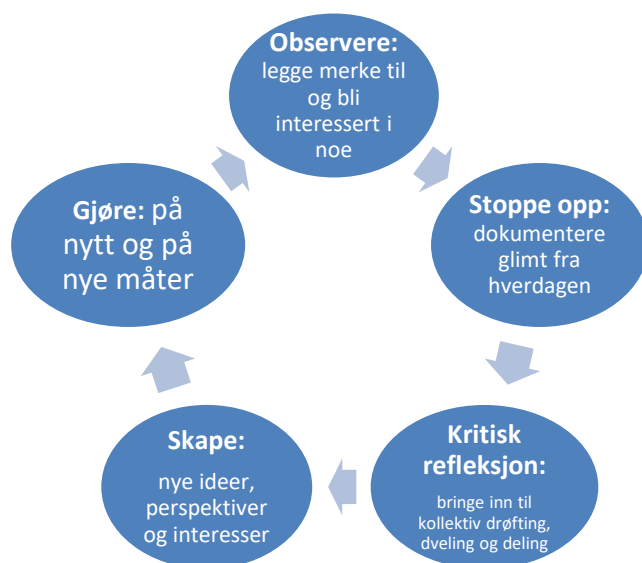 Observere:
legge merke til
og bli
interessert i
noe
Stoppe opp:
dokumentere
glimt fra
hverdagen
Kritisk
refleksjon:
bringe inn til
kollektiv drøfting,
dveling og deling
Skape:
nye ideer,
perspektiver
og interesser
Gjøre: på
nytt og på
nye måter